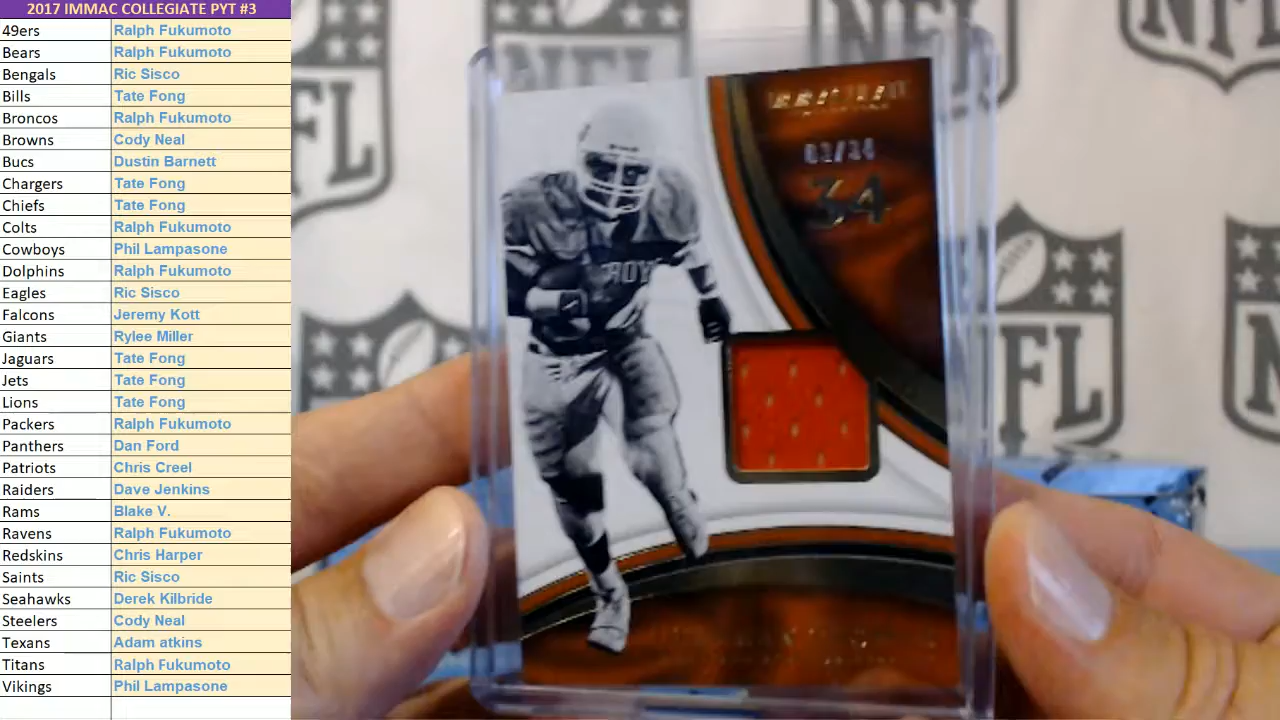 2017 IMMAC COLLEGIATE PYT #3
49ers Ralph Fukumoto
Bears Ralph Fukumoto
Bengals Ric Sisco
Bills Tate Fong
Broncos Ralph Fukumoto
Browns Cody Neal
Bucs Dustin Barnett
Chargers Tate Fong
Chiefs Tate Fong
Colts Ralph Fukumoto
Cowboys Phil Lampasone
Dolphins Ralph Fukumoto
Eagles Ric Sisco
Falcons Jeremy Kott
Giants Rylee Miller
Jaguars Tate Fong
Jets Tate Fong
Lions Tate Fong
Packers Ralph Fukumoto
Panthers Dan Ford
Patriots Chris Creel
Raiders Dave Jenkins
Rams Blake V.
Ravens Ralph Fukumoto
Redskins Chris Harper
Saints Ric Sisco
Seahawks Derek Kilbride
Steelers Cody Neal
Texans Adam atkins
Titans Ralph Fukumoto
Vikings Phil Lampasone
34
NFL
NFL
NFL
NFL